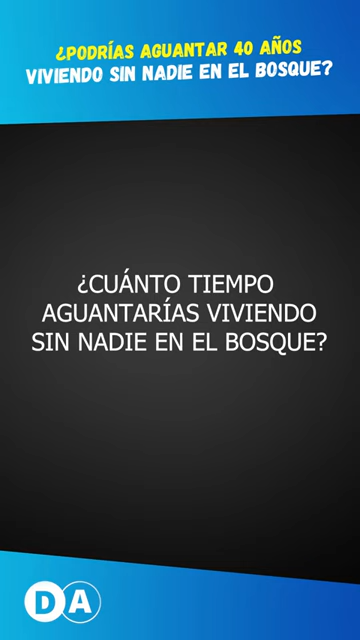 ¿PODRÍAS AGUANTAR 40 AÑOS
VIVIENDO SIN NADIE EN EL BOSQUE?
¿CUÁNTO TIEMPO
AGUANTARÍAS VIVIENDO
SIN NADIE EN EL BOSQUE?
DA